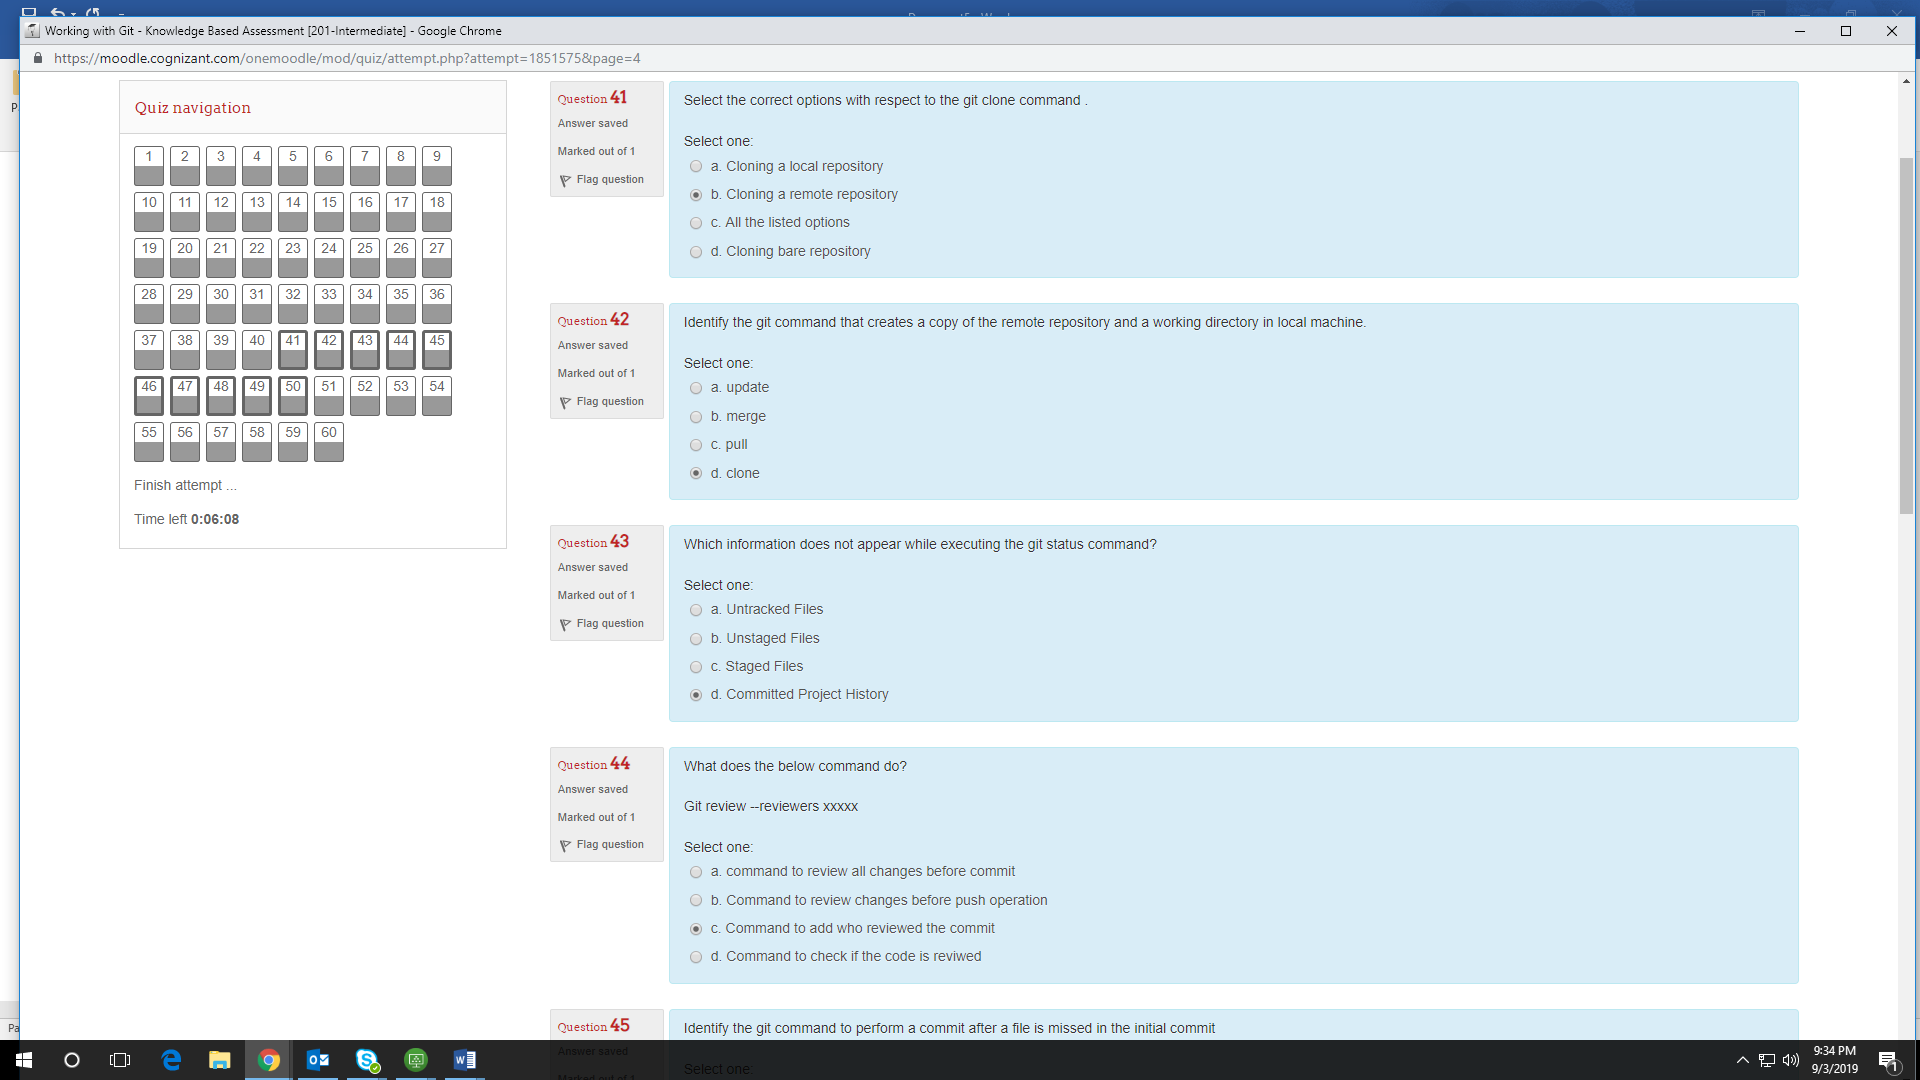 Working with Git - Knowledge Based Assessment [201-Intermediate] - Google Chrome
https://moodle.cognizant.com/onemoodle/mod/quiz/attempt.php?attempt=1851575&page=4
Quiz navigation
1 2 3 4 5 6 7 8 9
10 11 12 13 14 15 16 17 18
19 20 21 22 23 24 25 26 27
28 29 30 31 32 33 34 35 36
37 38 39 40 41 42 43 44 45
46 47 48 49 50 51 52 53 54
55 56 57 58 59 60
Finish attempt ...
Time left 0:06:08
Question 41
Answer saved
Marked out of 1
Flag question
Select the correct options with respect to the git clone command .
Select one:
a. Cloning a local repository
b. Cloning a remote repository
c. All the listed options
d. Cloning bare repository
Question 42
Answer saved
Marked out of 1
Flag question
Identify the git command that creates a copy of the remote repository and a working directory in local machine.
Select one:
a. update
b. merge
c. pull
d. clone
Question 43
Answer saved
Marked out of 1
Flag question
Which information does not appear while executing the git status command?
Select one:
a. Untracked Files
b. Unstaged Files
c. Staged Files
d. Committed Project History
Question 44
Answer saved
Marked out of 1
Flag question
What does the below command do?
Git review --reviewers xxxxx
Select one:
a. command to review all changes before commit
b. Command to review changes before push operation
c. Command to add who reviewed the commit
d. Command to check if the code is reviwed
Question 45
Answer saved
Marked out of 1
Identify the git command to perform a commit after a file is missed in the initial commit
Select one:
9:34 PM
9/3/2019
1